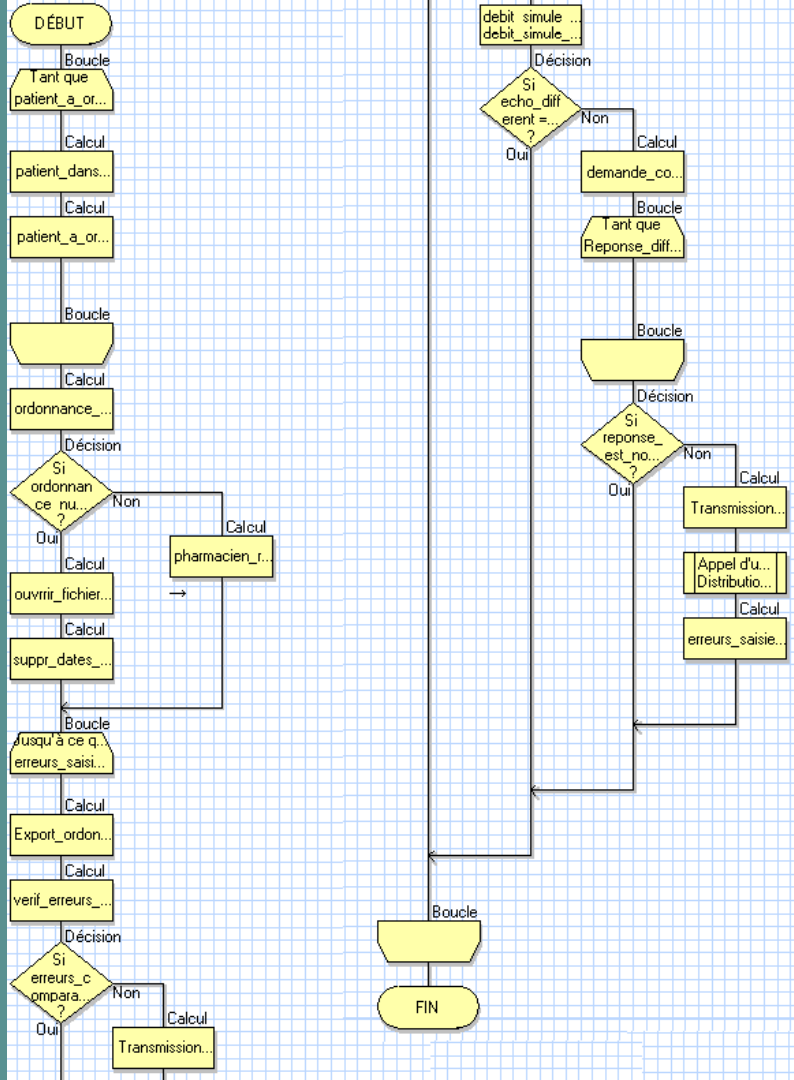 DÉBUT
Boucle
Tant que
patient_a_or...
Calcul
patient_dans...
Calcul
patient_a_or...
Boucle
Calcul
ordonnance_...
Décision
Si
ordonnan
ce_nu...
?
Non
Oui
Calcul
pharmacien_r...
Calcul
ouvrrir_fichier...
→
Calcul
suppr_dates_...
Boucle
Jusqu'à ce q...
erreurs_saisi...
Calcul
Export_ordon...
Calcul
verif_erreurs_...
Décision
Si
erreurs_c
ompara...
?
Non
Oui
Calcul
Transmission...
debit_simule ...
debit_simule_...
Décision
Si
echo_diff
erent =...
?
Non
Oui
Calcul
demande_co...
Boucle
Tant que
Reponse_diff...
Boucle
Décision
Si
reponse_
est_no...
?
Non
Oui
Calcul
Transmission...
Appel d'u...
Distributio...
Calcul
erreurs_saisie...
Boucle
FIN